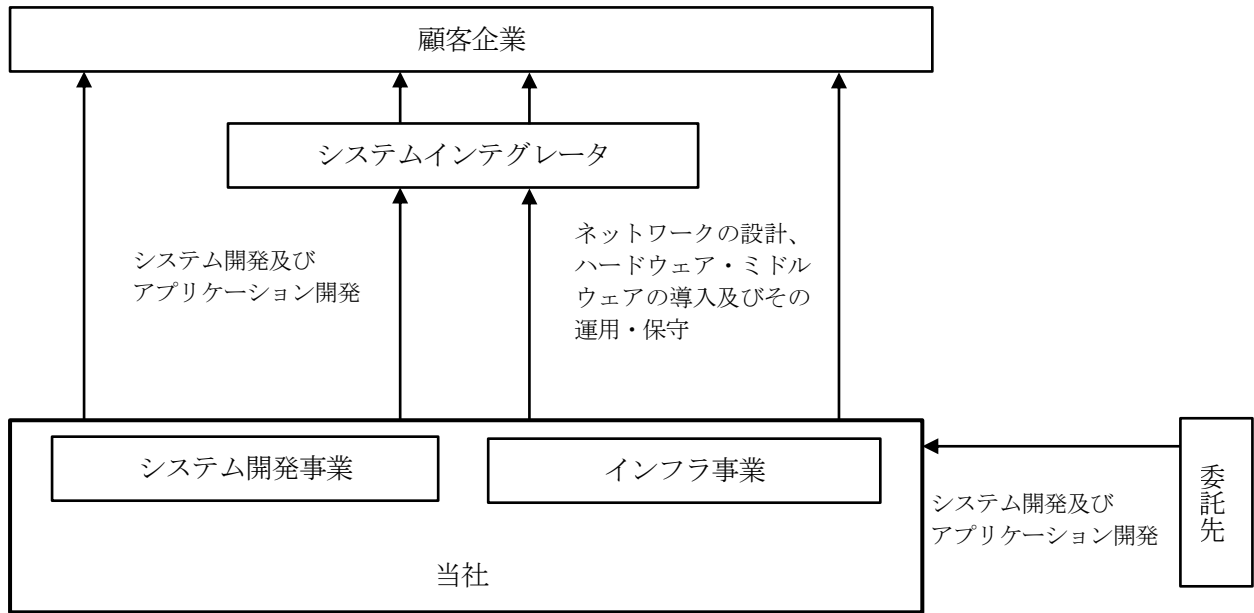 顧客企業
システムインテグレータ
システム開発及び
アプリケーション開発
ネットワークの設計、
ハードウェア・ミドル
ウェアの導入及びその
運用・保守
システム開発事業
インフラ事業
当社
システム開発及び
アプリケーション開発
委託先